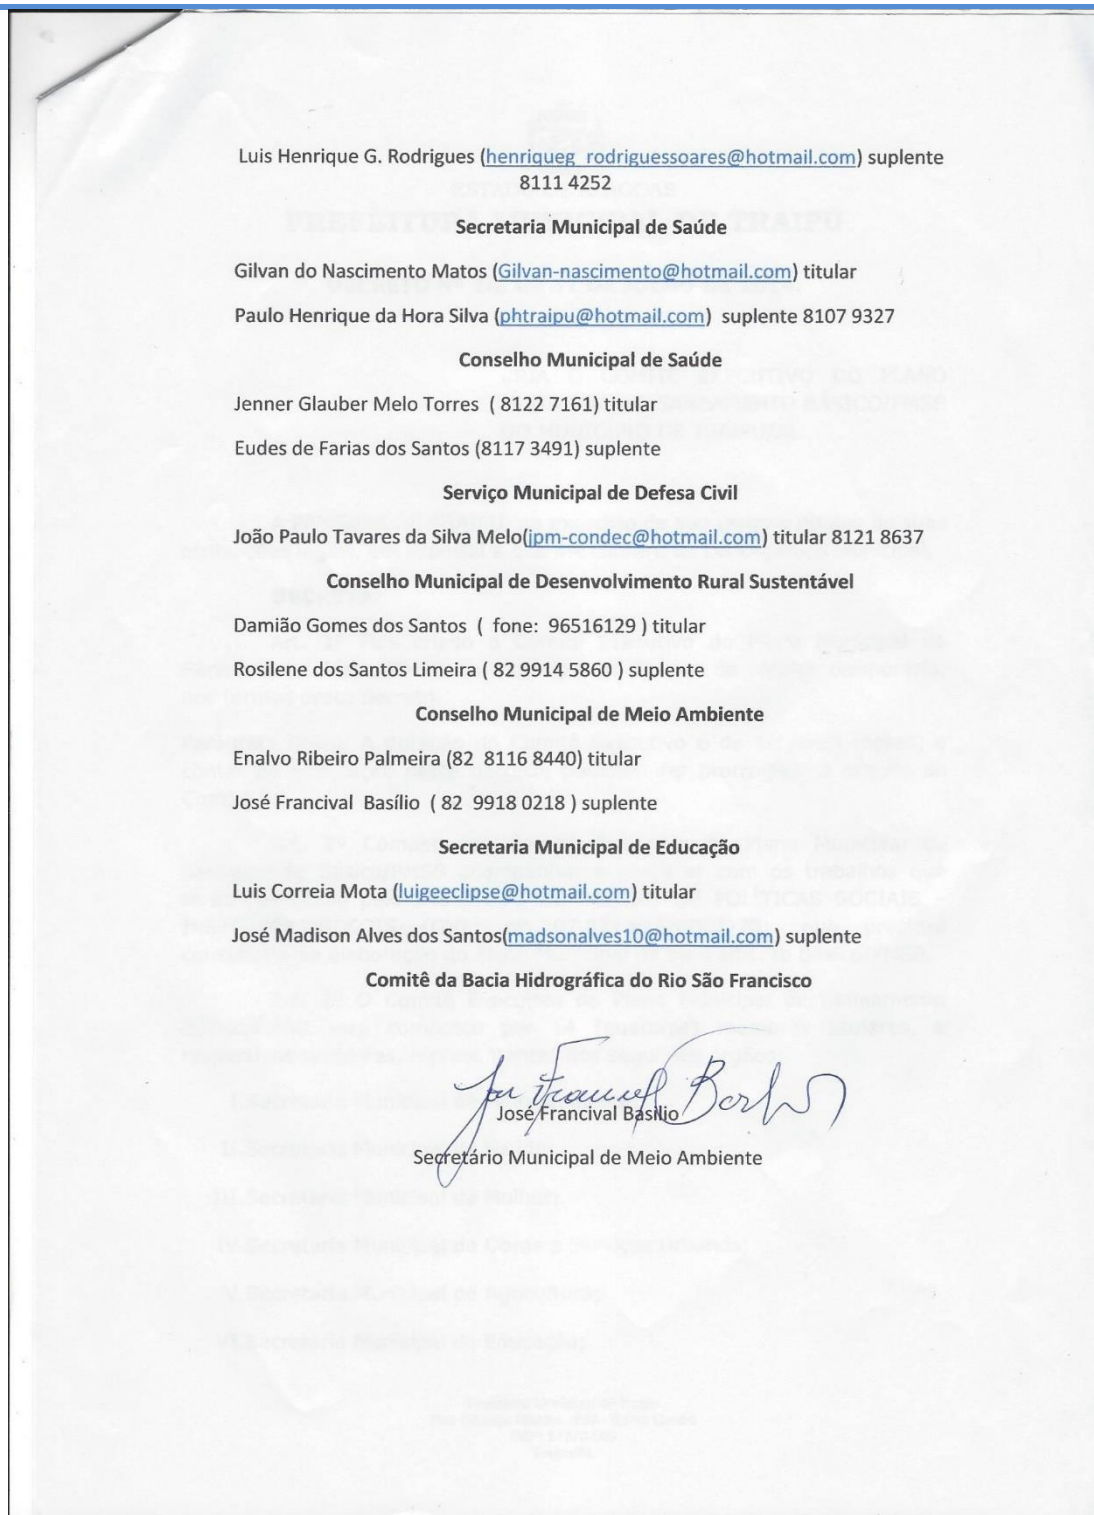 Luis Henrique G. Rodrigues (henriqueg_rodriguessoares@hotmail.com) suplente
8111 4252
Secretaria Municipal de Saúde
Gilvan do Nascimento Matos (Gilvan-nascimento@hotmail.com) titular
Paulo Henrique da Hora Silva (phtraipu@hotmail.com) suplente 8107 9327
Conselho Municipal de Saúde
Jenner Glauber Melo Torres ( 8122 7161) titular
Eudes de Farias dos Santos (8117 3491) suplente
Serviço Municipal de Defesa Civil
João Paulo Tavares da Silva Melo(jpm-condec@hotmail.com) titular 8121 8637
Conselho Municipal de Desenvolvimento Rural Sustentável
Damião Gomes dos Santos ( fone: 96516129 ) titular
Rosilene dos Santos Limeira ( 82 9914 5860 ) suplente
Conselho Municipal de Meio Ambiente
Enalvo Ribeiro Palmeira (82 8116 8440) titular
José Francival Basílio ( 82 9918 0218 ) suplente
Secretaria Municipal de Educação
Luis Correia Mota (luigeeclipse@hotmail.com) titular
José Madison Alves dos Santos(madsonalves10@hotmail.com) suplente
Comitê da Bacia Hidrográfica do Rio São Francisco
José Francival Basílio
Secretário Municipal de Meio Ambiente